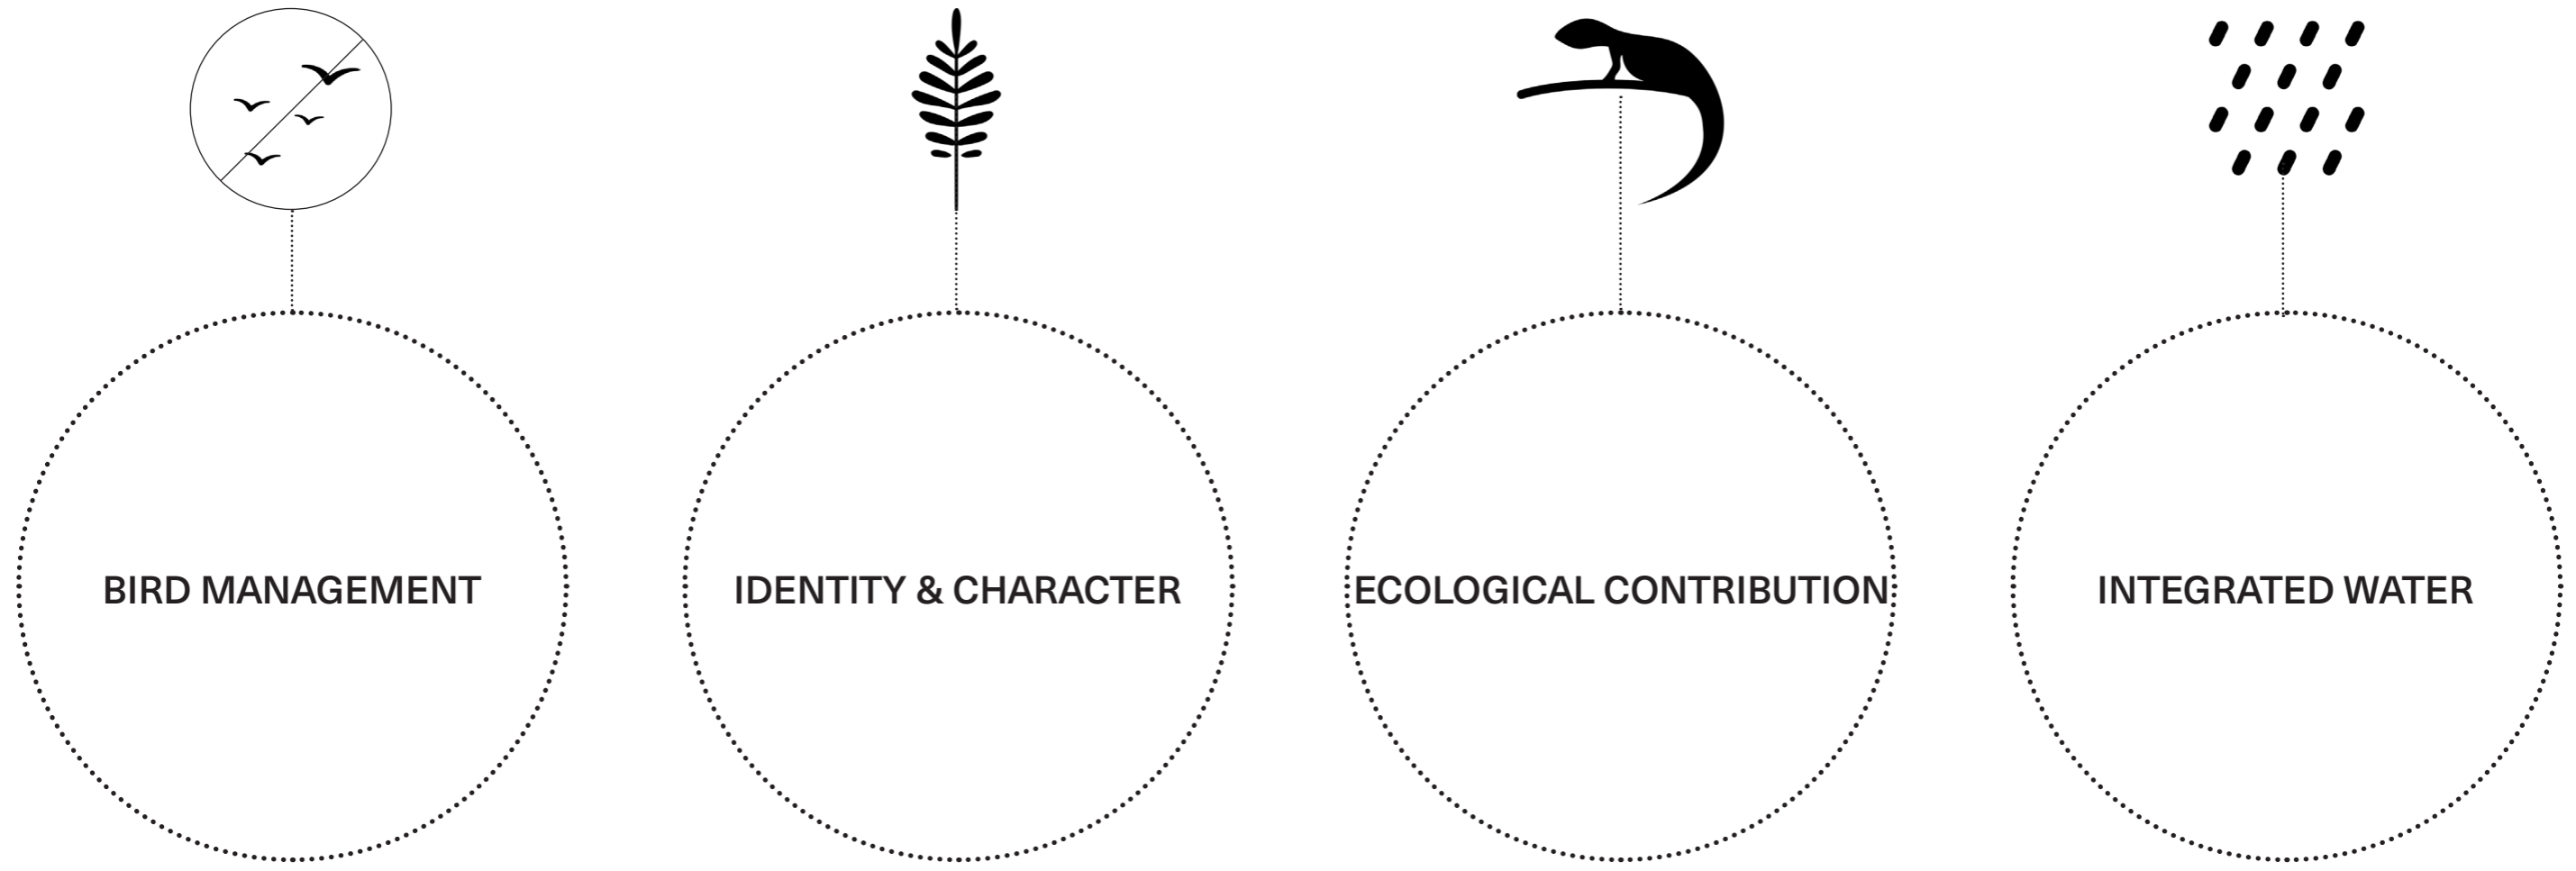 BIRD MANAGEMENT
IDENTITY & CHARACTER
ECOLOGICAL CONTRIBUTION
INTEGRATED WATER